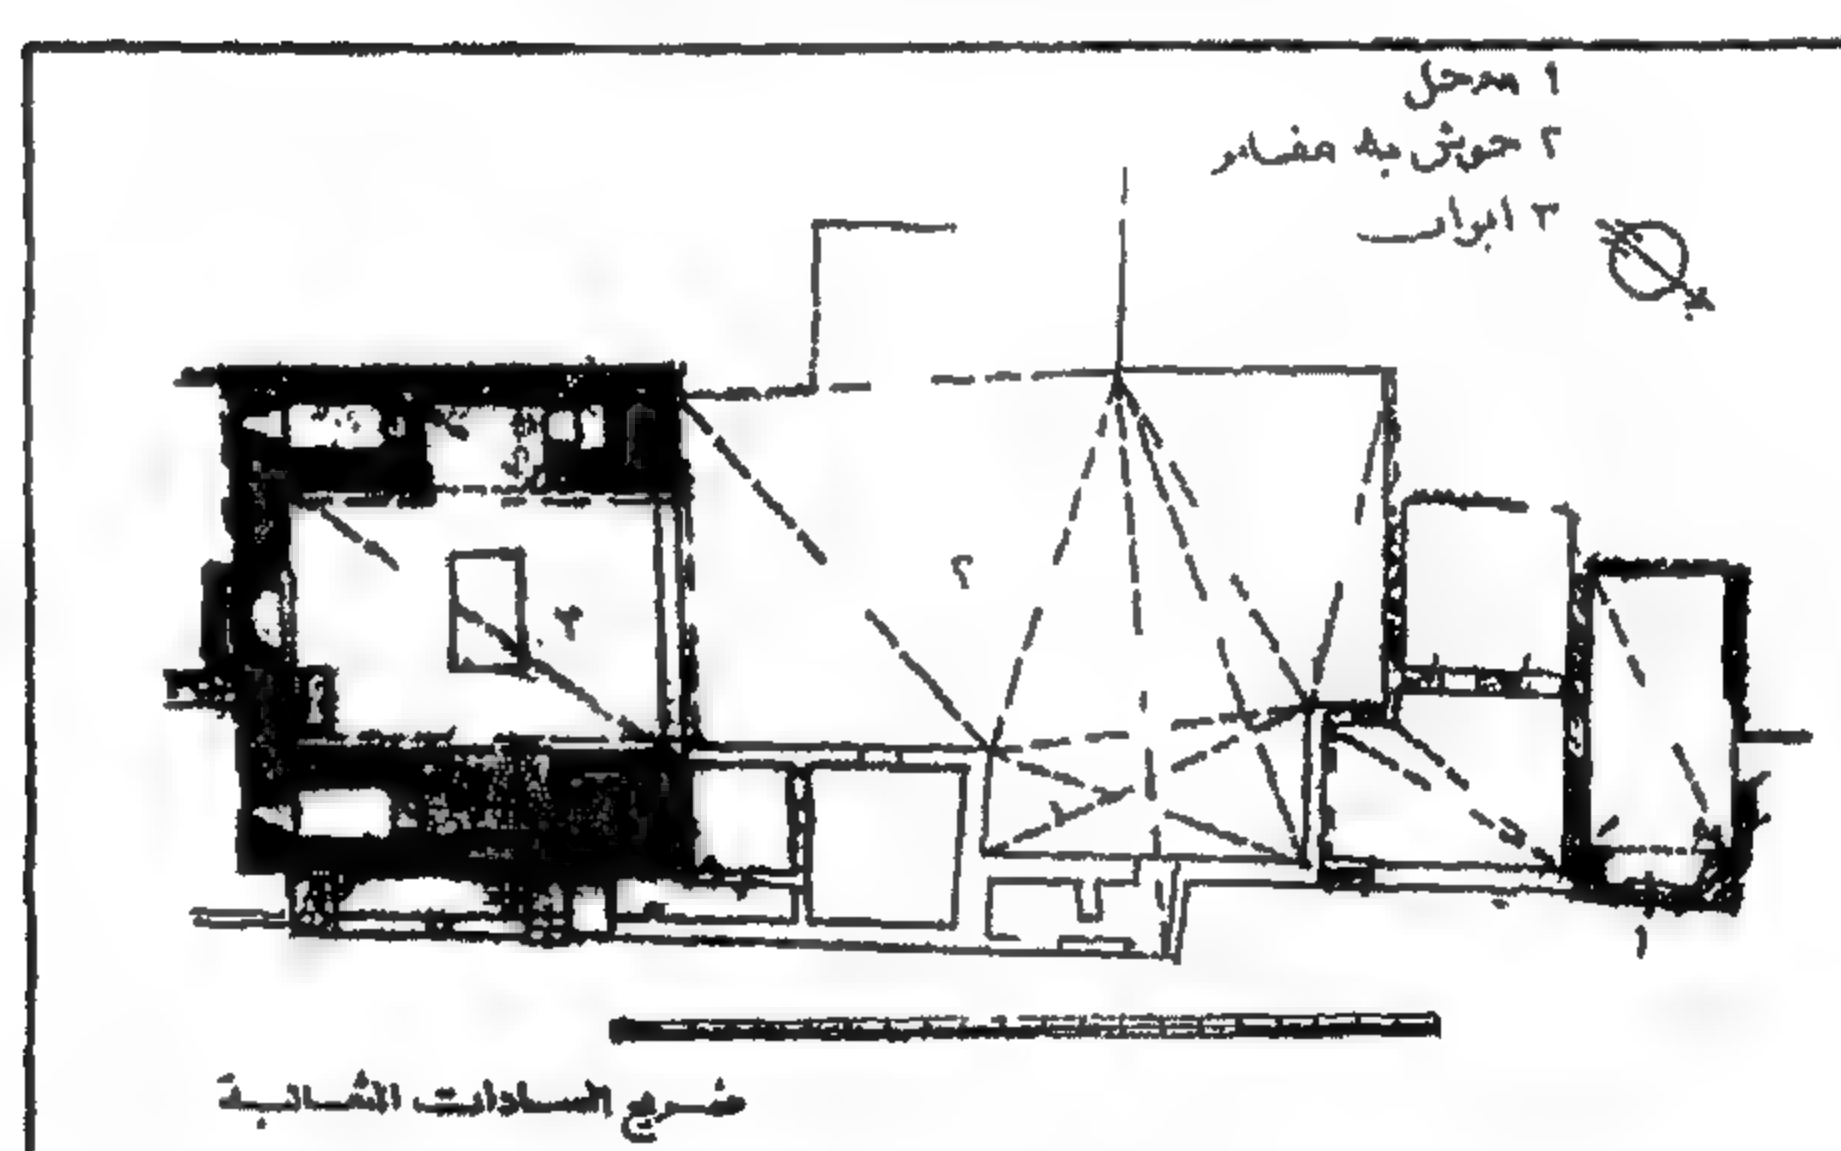 ١ مدخل
٢ حوش به مقابر
٣ ايوان
٢
٣
١
ضريح السادات الثعالبة